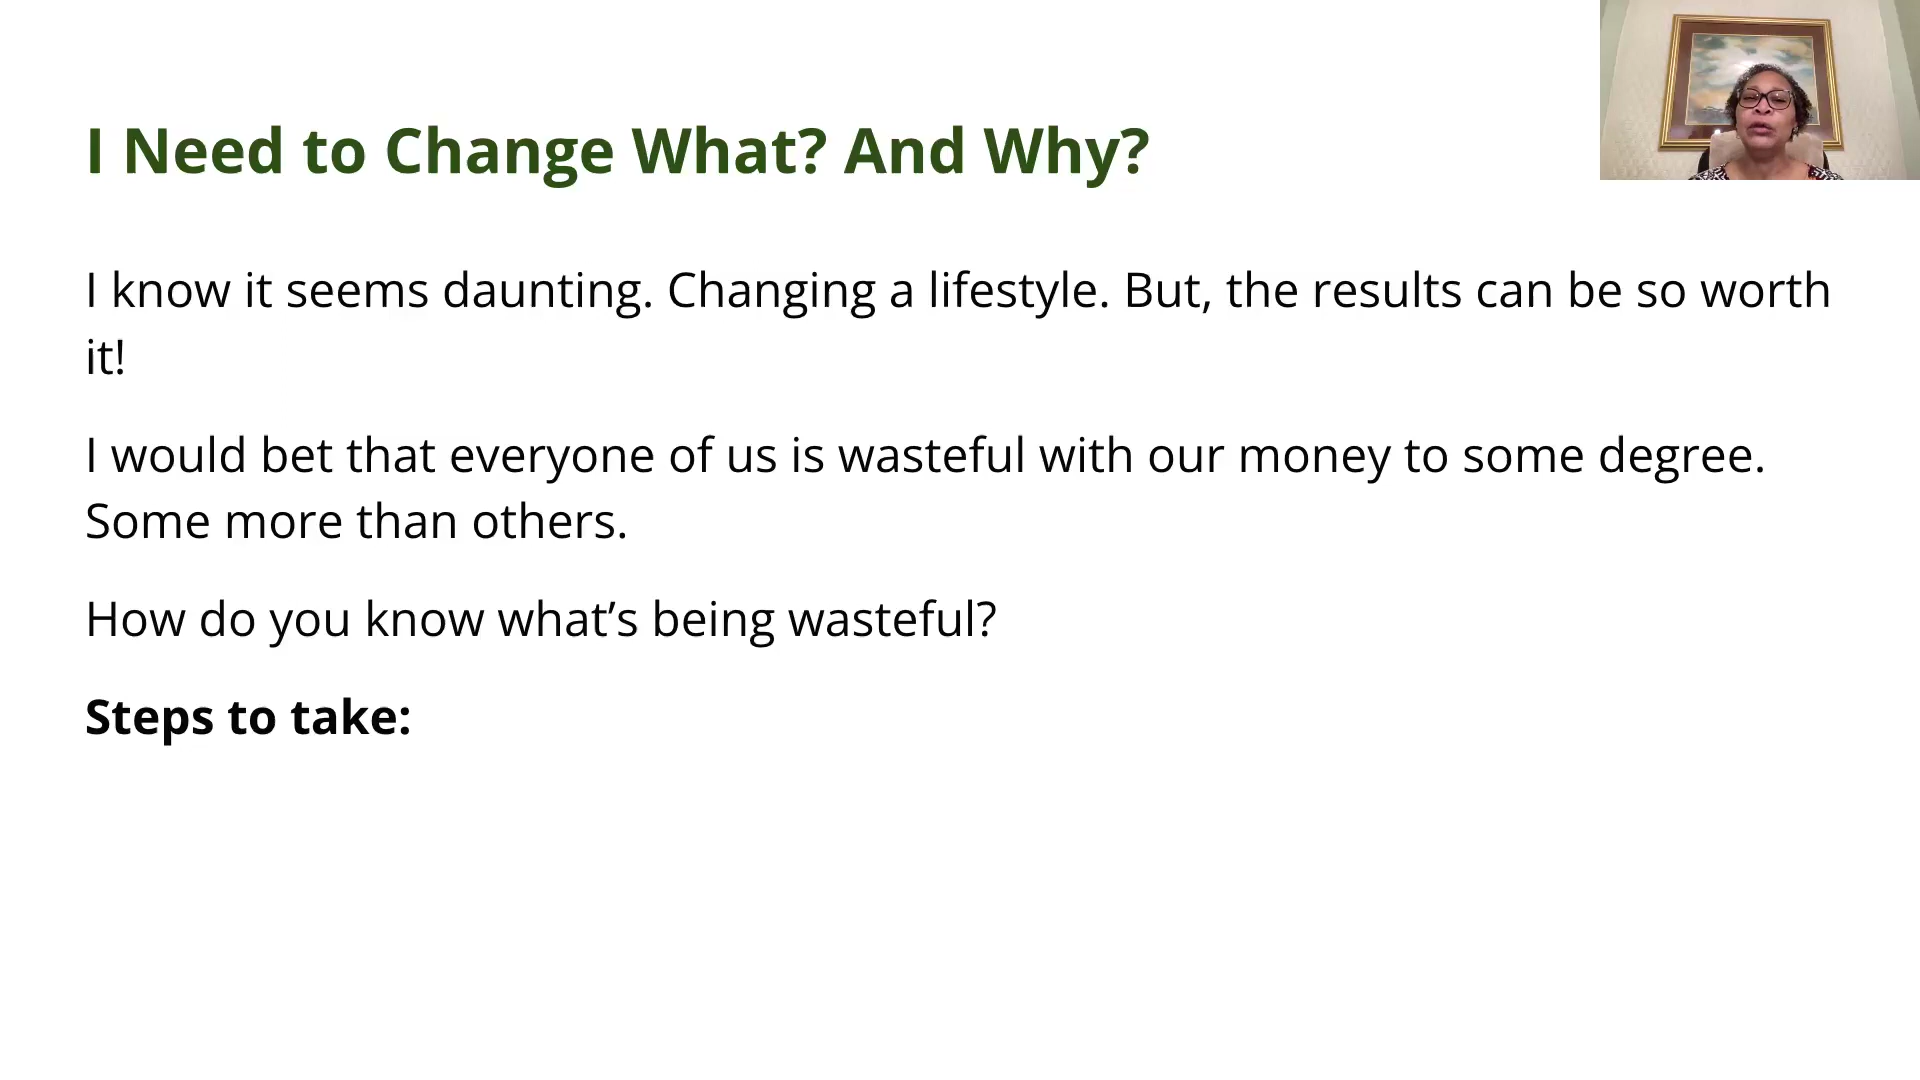 I Need to Change What? And Why?
I know it seems daunting. Changing a lifestyle. But, the results can be so worth
it!
I would bet that everyone of us is wasteful with our money to some degree.
Some more than others.
How do you know what’s being wasteful?
Steps to take: